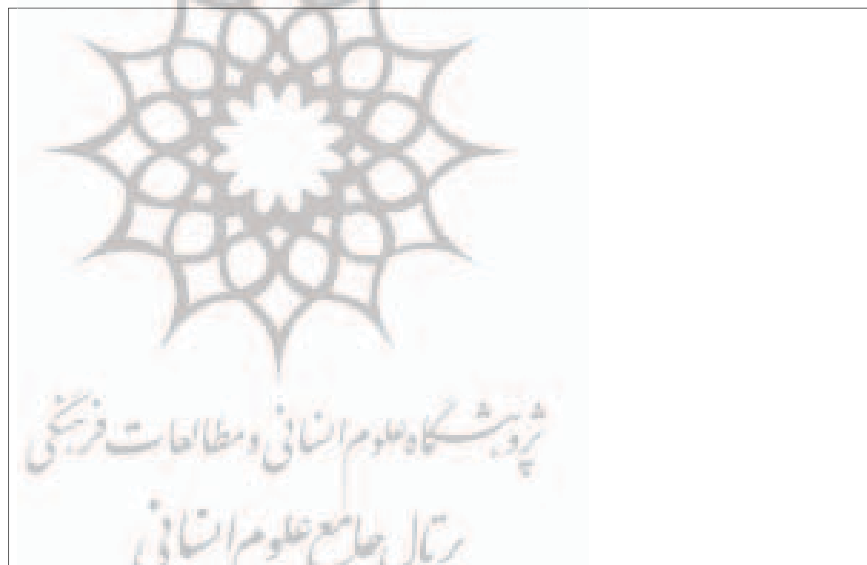 پژوهشگاه علوم انسانی و مطالعات فرهنگی
پرتال جامع علوم انسانی